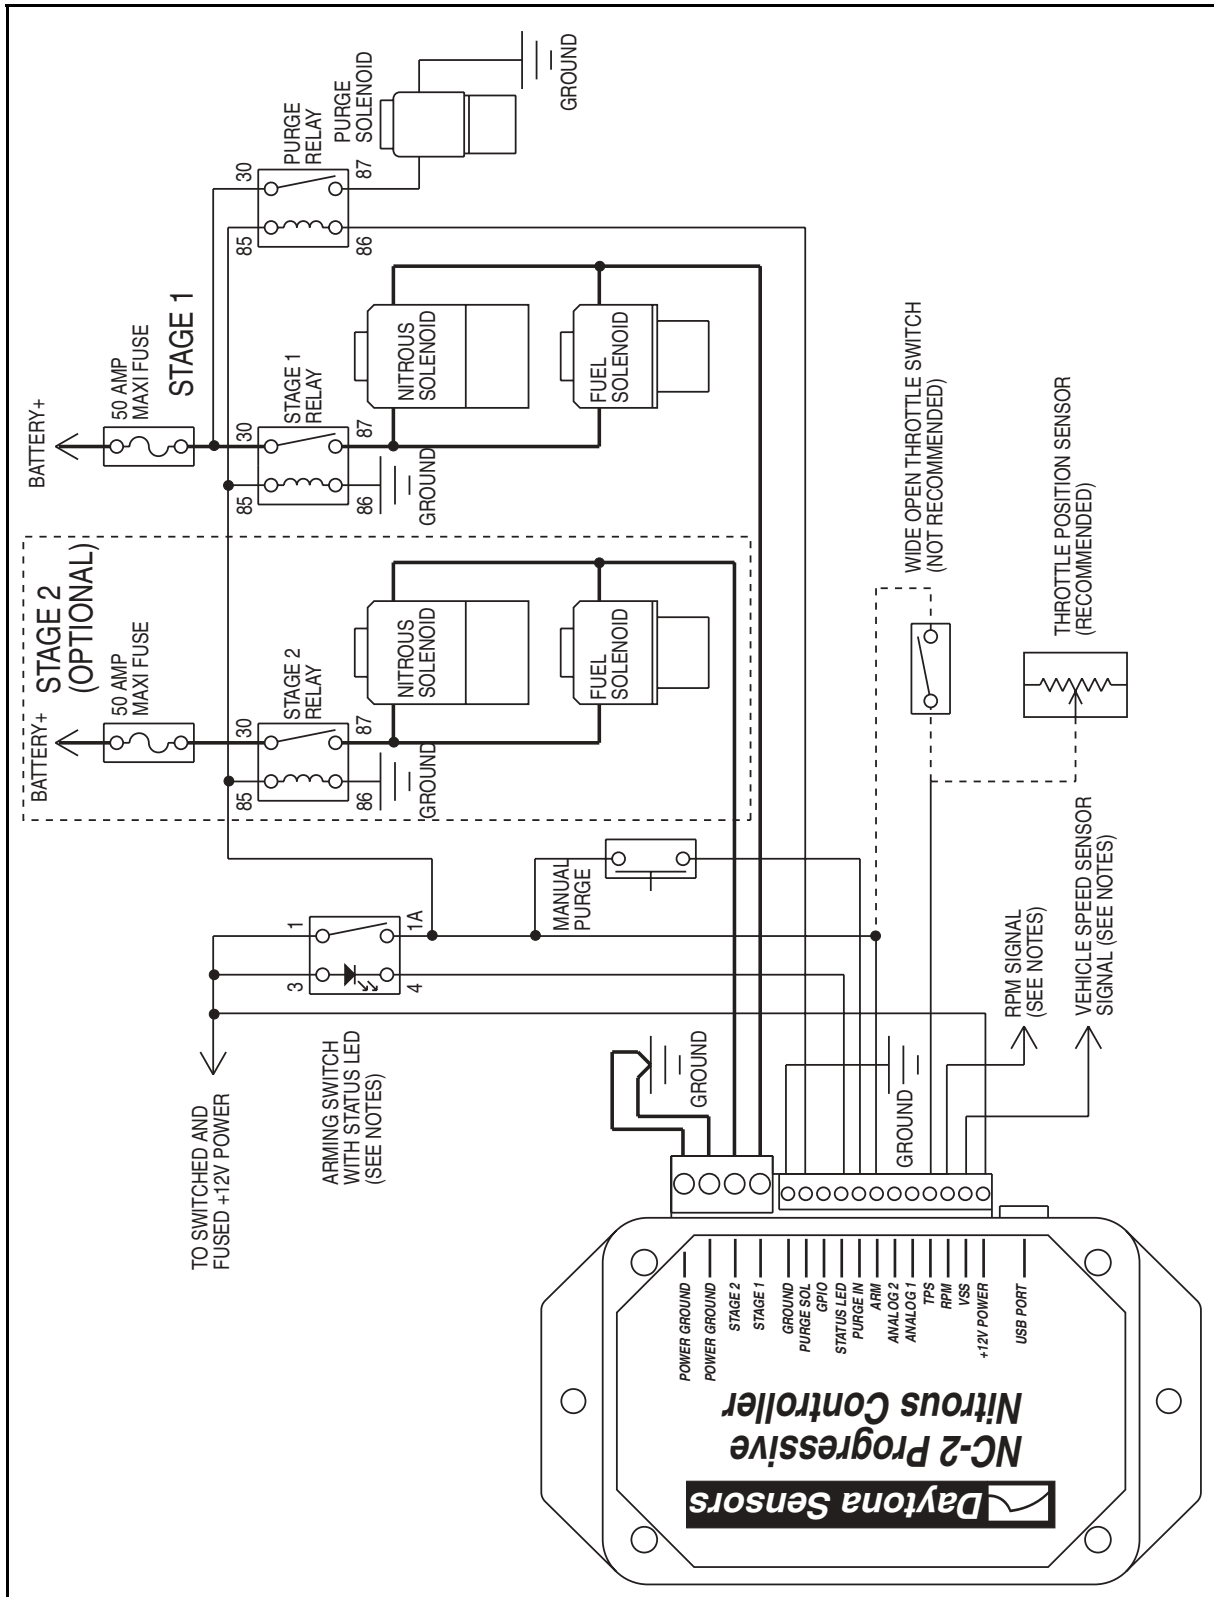 BATTERY+
50 AMP
MAXI FUSE
STAGE 2
(OPTIONAL)
85
30
STAGE 2
RELAY
86
87
GROUND
NITROUS
SOLENOID
FUEL
SOLENOID
BATTERY+
50 AMP
MAXI FUSE
STAGE 1
85
30
STAGE 1
RELAY
86
87
GROUND
NITROUS
SOLENOID
FUEL
SOLENOID
85
30
PURGE
RELAY
86
87
PURGE
SOLENOID
GROUND
TO SWITCHED AND
FUSED +12V POWER
3
1
4
1A
ARMING SWITCH
WITH STATUS LED
(SEE NOTES)
MANUAL
PURGE
GROUND
GROUND
WIDE OPEN THROTTLE SWITCH
(NOT RECOMMENDED)
THROTTLE POSITION SENSOR
(RECOMMENDED)
RPM SIGNAL
(SEE NOTES)
VEHICLE SPEED SENSOR
SIGNAL (SEE NOTES)
POWER GROUND
POWER GROUND
STAGE 2
STAGE 1
GROUND
PURGE SOL
GPIO
STATUS LED
PURGE IN
ARM
ANALOG 2
ANALOG 1
TPS
RPM
VSS
+12V POWER
USB PORT
Daytona Sensors
NC-2 Progressive
Nitrous Controller